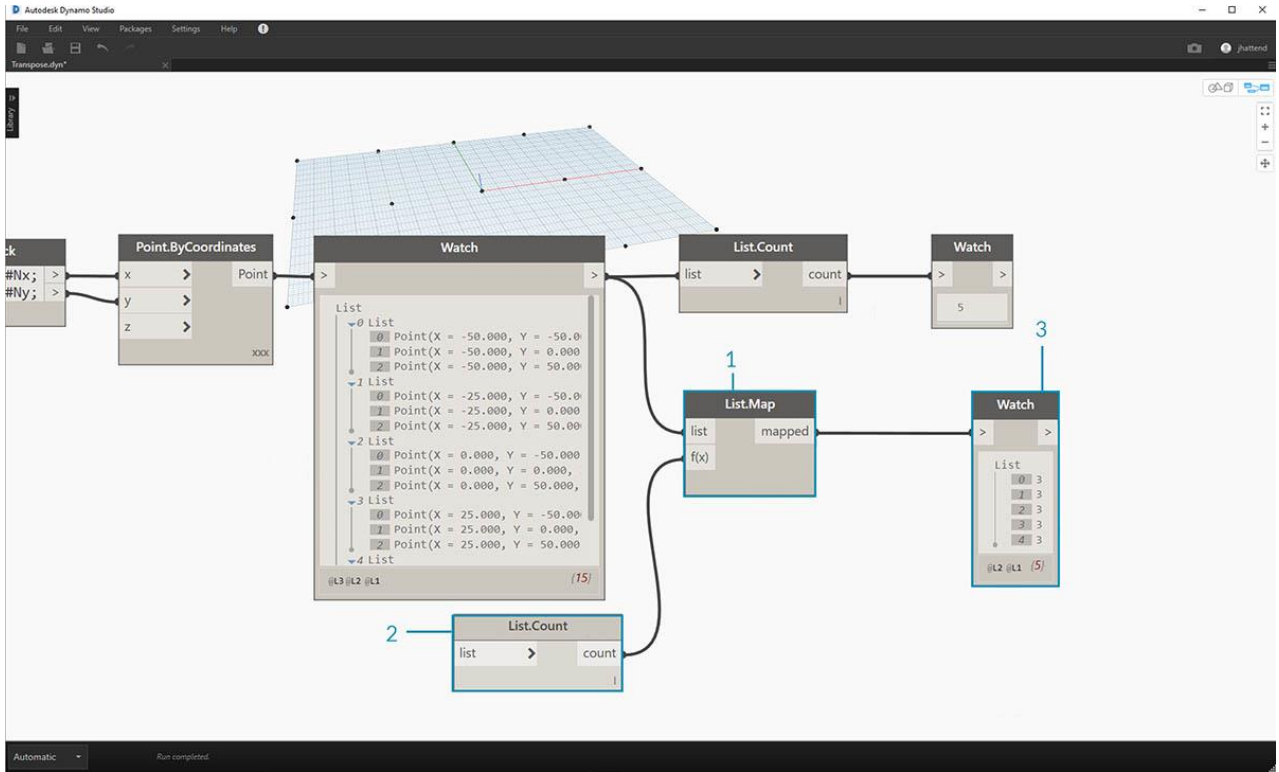 Autodesk Dynamo Studio
File Edit View Packages Settings Help
jhattend
Transpose.dyn*
Library
#Nx; >
#Ny; >
Point.ByCoordinates
x > Point
y >
z >
xxx
Watch
> >
List
0 List
0 Point(X = -50.000, Y = -50.0
1 Point(X = -50.000, Y = 0.000
2 Point(X = -50.000, Y = 50.00
1 List
0 Point(X = -25.000, Y = -50.0
1 Point(X = -25.000, Y = 0.000
2 Point(X = -25.000, Y = 50.00
2 List
0 Point(X = 0.000, Y = -50.000
1 Point(X = 0.000, Y = 0.000,
2 Point(X = 0.000, Y = 50.000,
3 List
0 Point(X = 25.000, Y = -50.00
1 Point(X = 25.000, Y = 0.000,
2 Point(X = 25.000, Y = 50.000
4 List
@L3 @L2 @L1 {15}
List.Count
list > count
l
Watch
> >
5
1
List.Map
list mapped
f(x)
3
Watch
> >
List
0 3
1 3
2 3
3 3
4 3
@L2 @L1 {5}
2
List.Count
list > count
l
Automatic Run completed.